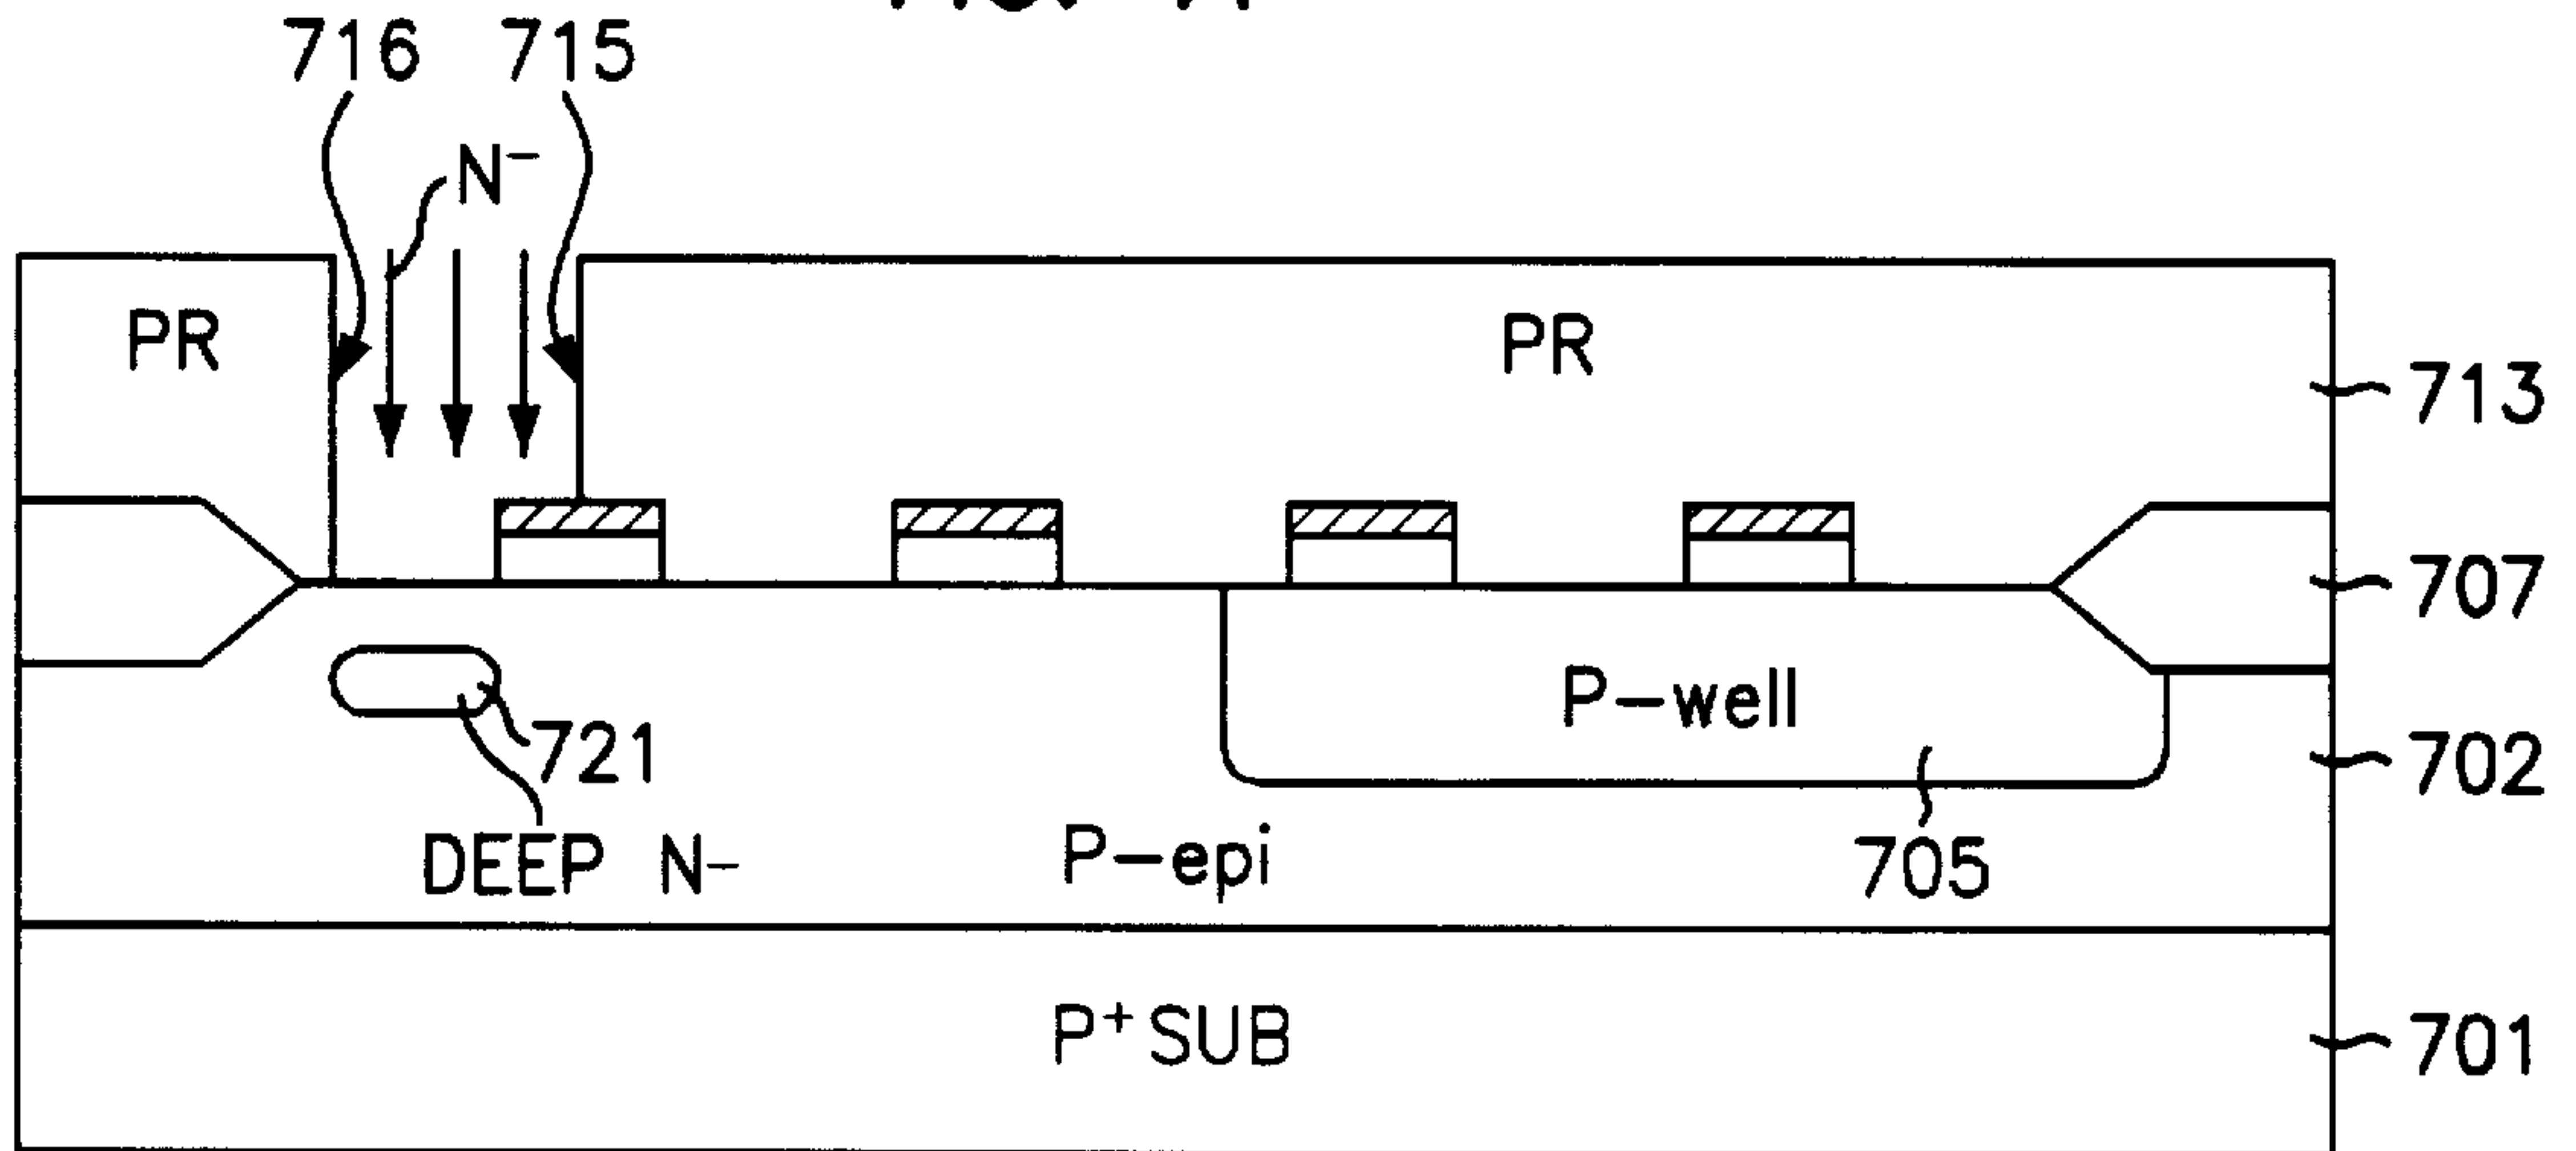 716 715
N⁻
PR
PR
713
707
P-well
702
721
705
DEEP N-
P-epi
P⁺ SUB
701